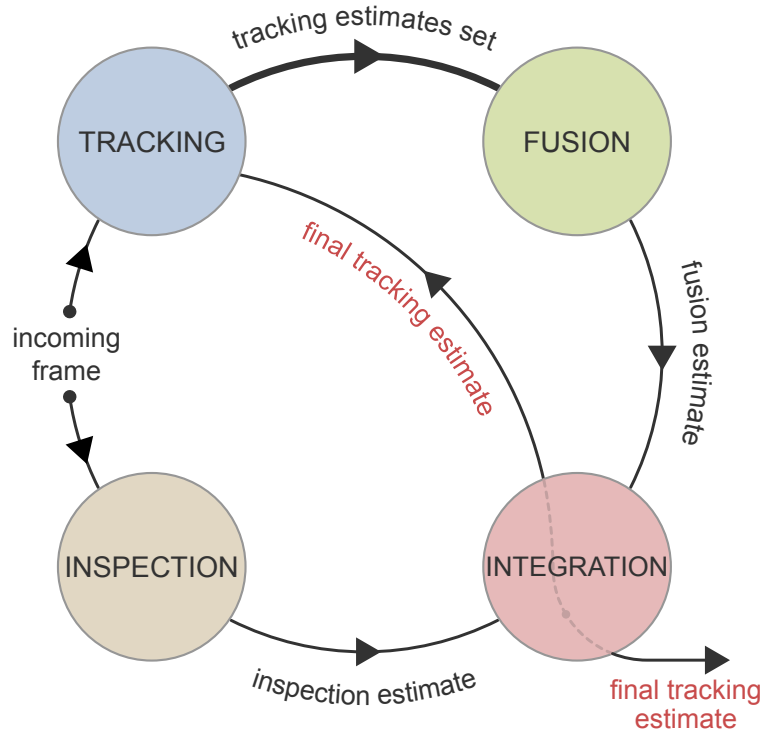 tracking estimates set
TRACKING
FUSION
final tracking estimate
fusion estimate
incoming
frame
INSPECTION
INTEGRATION
inspection estimate
final tracking
estimate